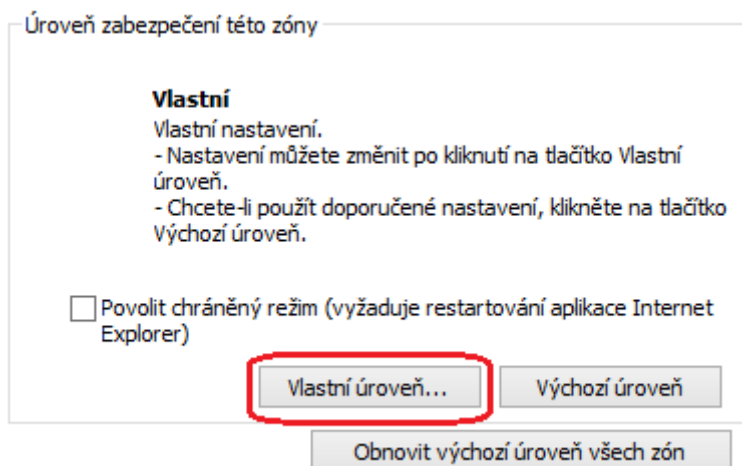 Úroveň zabezpečení této zóny
Vlastní
Vlastní nastavení.
- Nastavení můžete změnit po kliknutí na tlačítko Vlastní
úroveň.
- Chcete-li použít doporučené nastavení, klikněte na tlačítko
Výchozí úroveň.
Povolit chráněný režim (vyžaduje restartování aplikace Internet
Explorer)
Vlastní úroveň... Výchozí úroveň
Obnovit výchozí úroveň všech zón